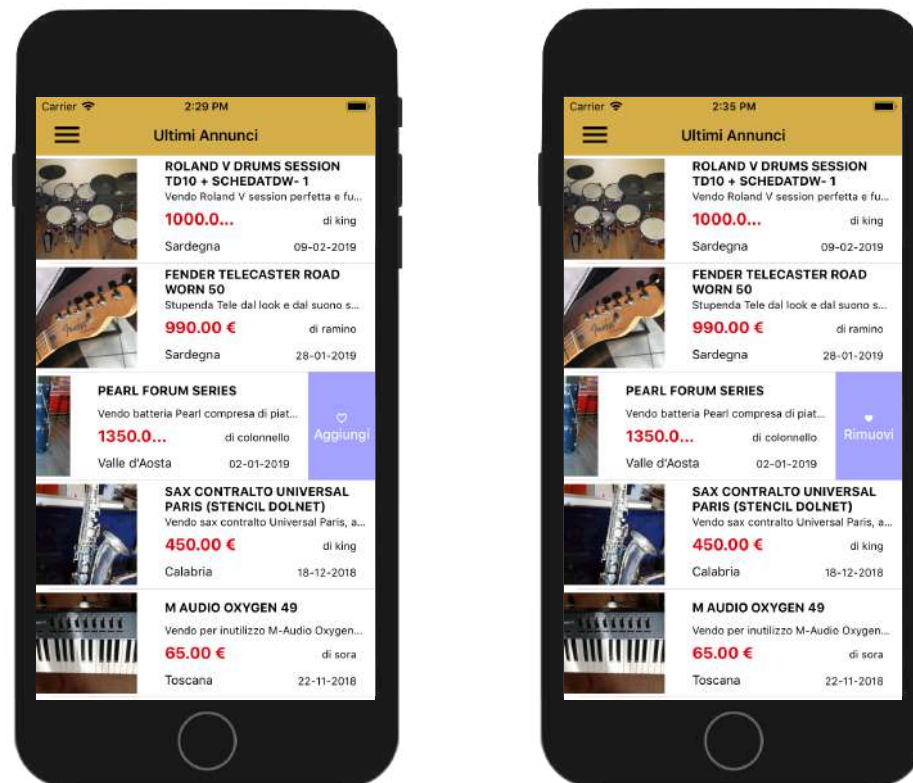 Carrier 2:29 PM
Ultimi Annunci
ROLAND V DRUMS SESSION
TD10 + SCHEDATDW- 1
Vendo Roland V session perfetta e fu...
1000.0... di king
Sardegna 09-02-2019
FENDER TELECASTER ROAD
WORN 50
Stupenda Tele dal look e dal suono s...
990.00 € di ramino
Sardegna 28-01-2019
PEARL FORUM SERIES
Vendo batteria Pearl compresa di piat...
1350.0... di colonnello
Aggiungi
Valle d'Aosta 02-01-2019
SAX CONTRALTO UNIVERSAL
PARIS (STENCIL DOLNET)
Vendo sax contralto Universal Paris, a...
450.00 € di king
Calabria 18-12-2018
M AUDIO OXYGEN 49
Vendo per inutilizzo M-Audio Oxygen...
65.00 € di sora
Toscana 22-11-2018
Carrier 2:35 PM
Ultimi Annunci
ROLAND V DRUMS SESSION
TD10 + SCHEDATDW- 1
Vendo Roland V session perfetta e fu...
1000.0... di king
Sardegna 09-02-2019
FENDER TELECASTER ROAD
WORN 50
Stupenda Tele dal look e dal suono s...
990.00 € di ramino
Sardegna 28-01-2019
PEARL FORUM SERIES
Vendo batteria Pearl compresa di piat...
1350.0... di colonnello
Rimuovi
Valle d'Aosta 02-01-2019
SAX CONTRALTO UNIVERSAL
PARIS (STENCIL DOLNET)
Vendo sax contralto Universal Paris, a...
450.00 € di king
Calabria 18-12-2018
M AUDIO OXYGEN 49
Vendo per inutilizzo M-Audio Oxygen...
65.00 € di sora
Toscana 22-11-2018